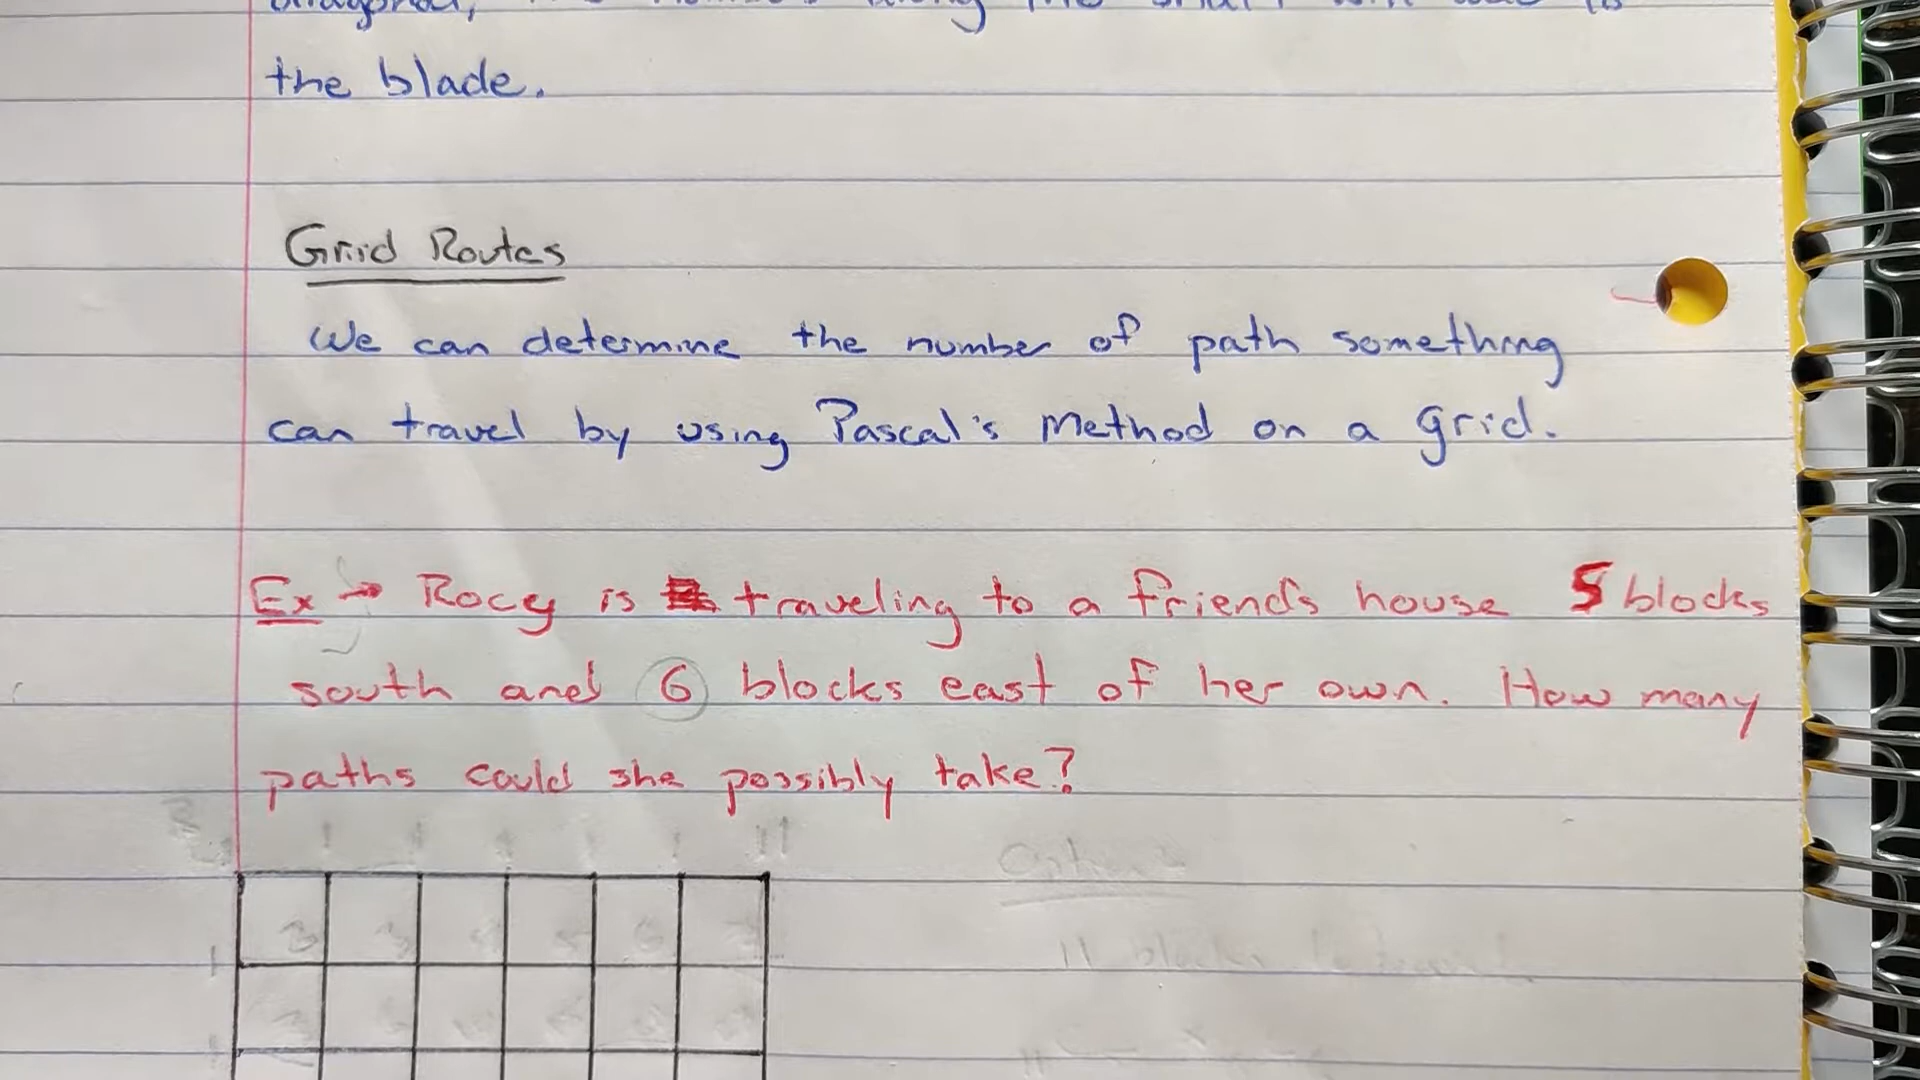 the blade.
Grid Routes
We can determine the number of path something
can travel by using Pascal's Method on a grid.
Ex → Rocy is traveling to a friend's house 5 blocks
south and 6 blocks east of her own. How many
paths could she possibly take?